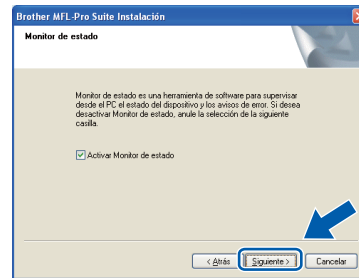 Brother MFL-Pro Suite Instalación
Monitor de estado
Monitor de estado es una herramienta de software para supervisar
desde el PC el estado del dispositivo y los avisos de error. Si desea
desactivar Monitor de estado, anule la selección de la siguiente
casilla.
Activar Monitor de estado
< Atrás
Siguiente >
Cancelar